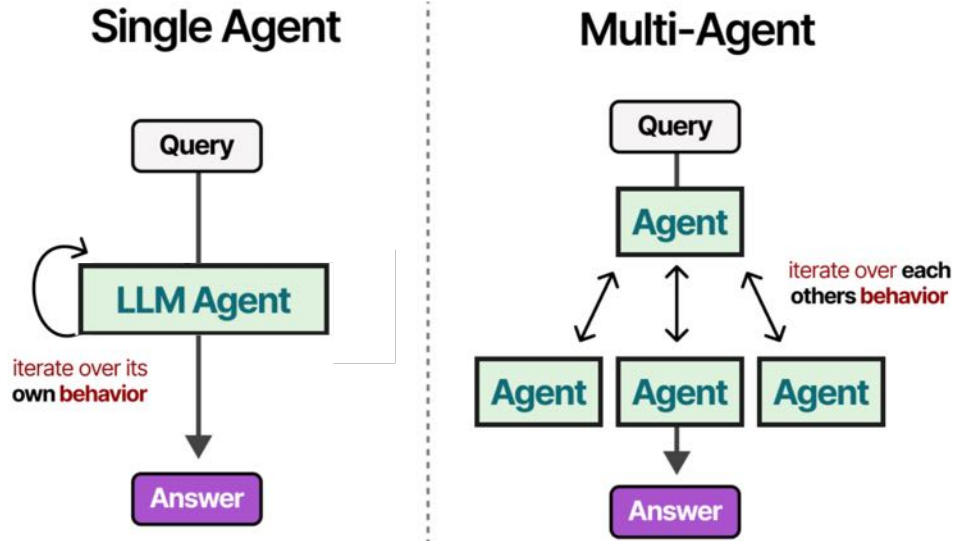 Single Agent
Query
LLM Agent
iterate over its
own behavior
Answer
Multi-Agent
Query
Agent
iterate over each
others behavior
Agent
Agent
Agent
Answer